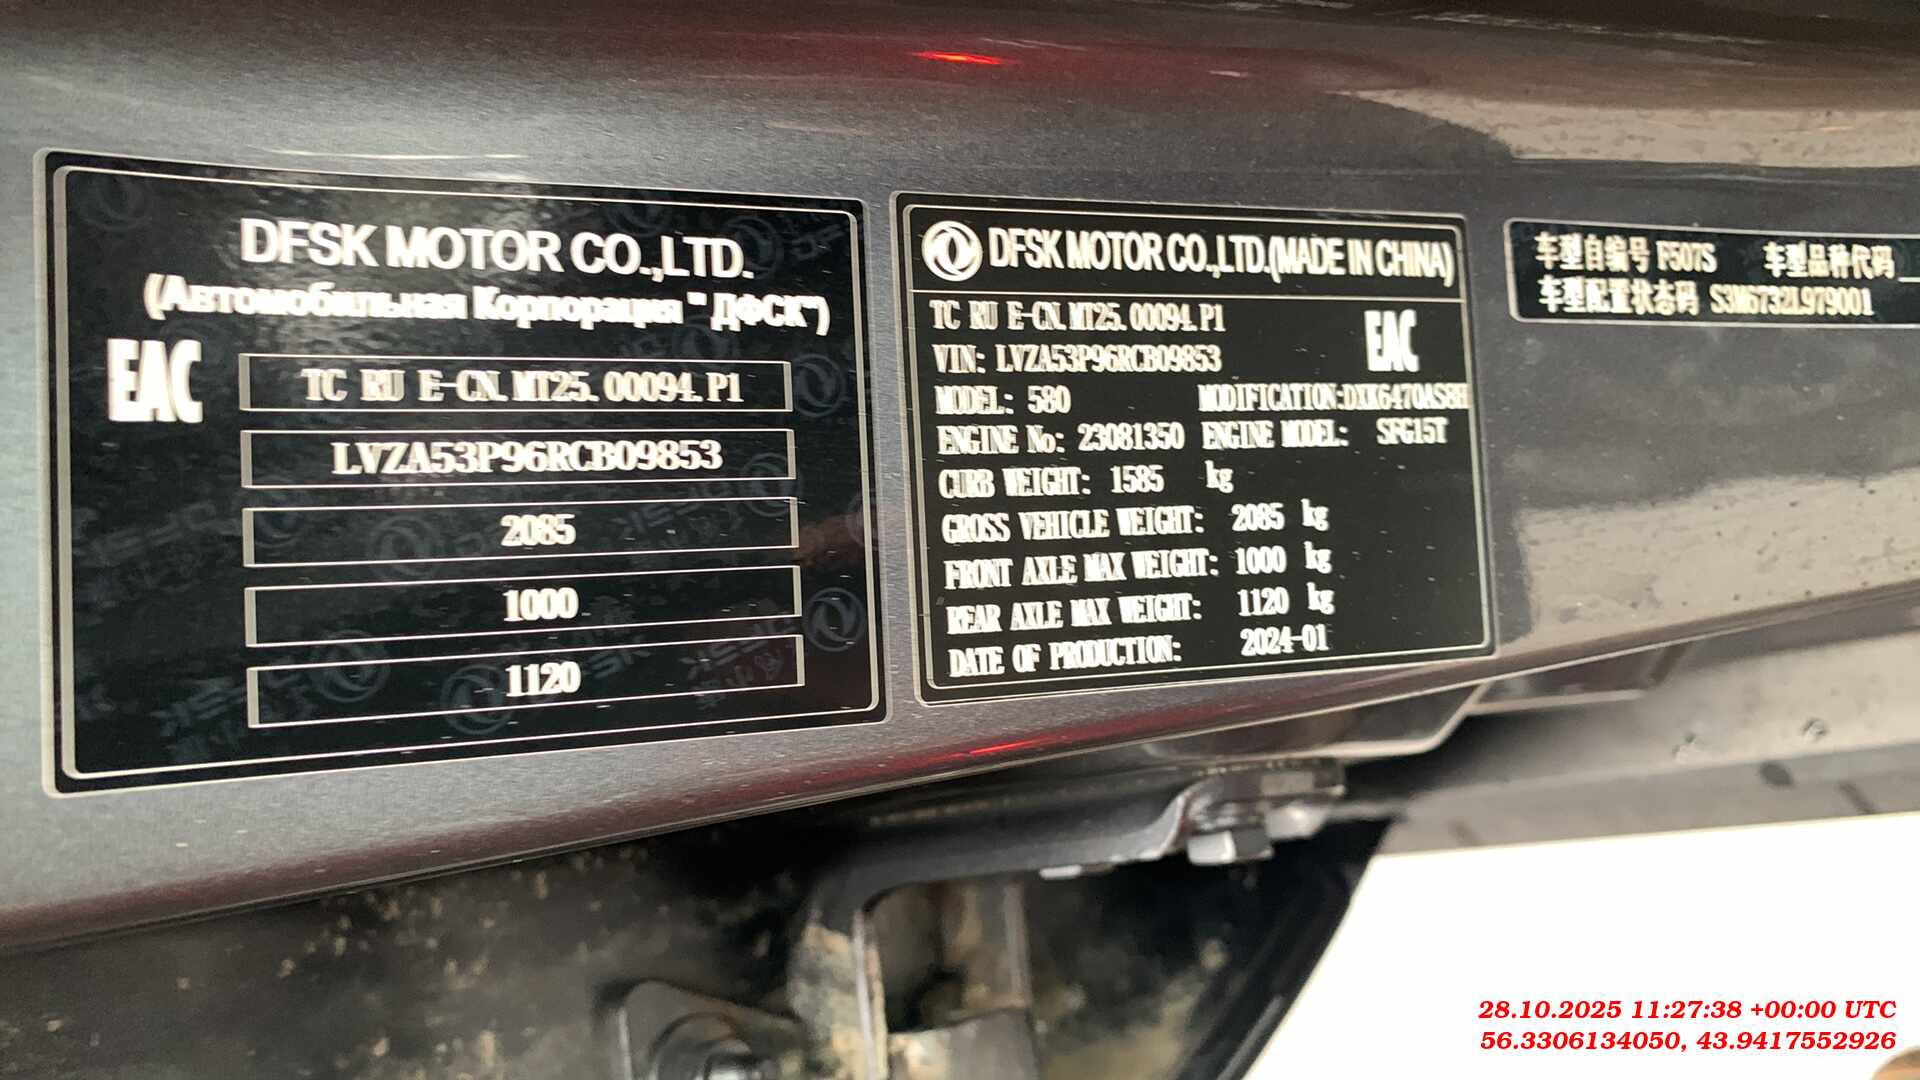 DFSK MOTOR CO.,LTD.
(Автомобильная Корпорация "ДФСК")
EAC
TC RU E-CN.MT25.00094.P1
LVZA53P96RCB09853
2085
1000
1120
DFSK MOTOR CO.,LTD.(MADE IN CHINA)
TC RU E-CN.MT25.00094.P1
EAC
VIN: LVZA53P96RCB09853
MODEL: 580 MODIFICATION:DXK6470AS8H
ENGINE No: 23081350 ENGINE MODEL: SFG15T
CURB WEIGHT: 1585 kg
GROSS VEHICLE WEIGHT: 2085 kg
FRONT AXLE MAX WEIGHT: 1000 kg
REAR AXLE MAX WEIGHT: 1120 kg
DATE OF PRODUCTION: 2024-01
车型自编号 F507S 车型品种代码
车型配置状态码 S3M6732L979001
28.10.2025 11:27:38 +00:00 UTC
56.3306134050, 43.9417552926